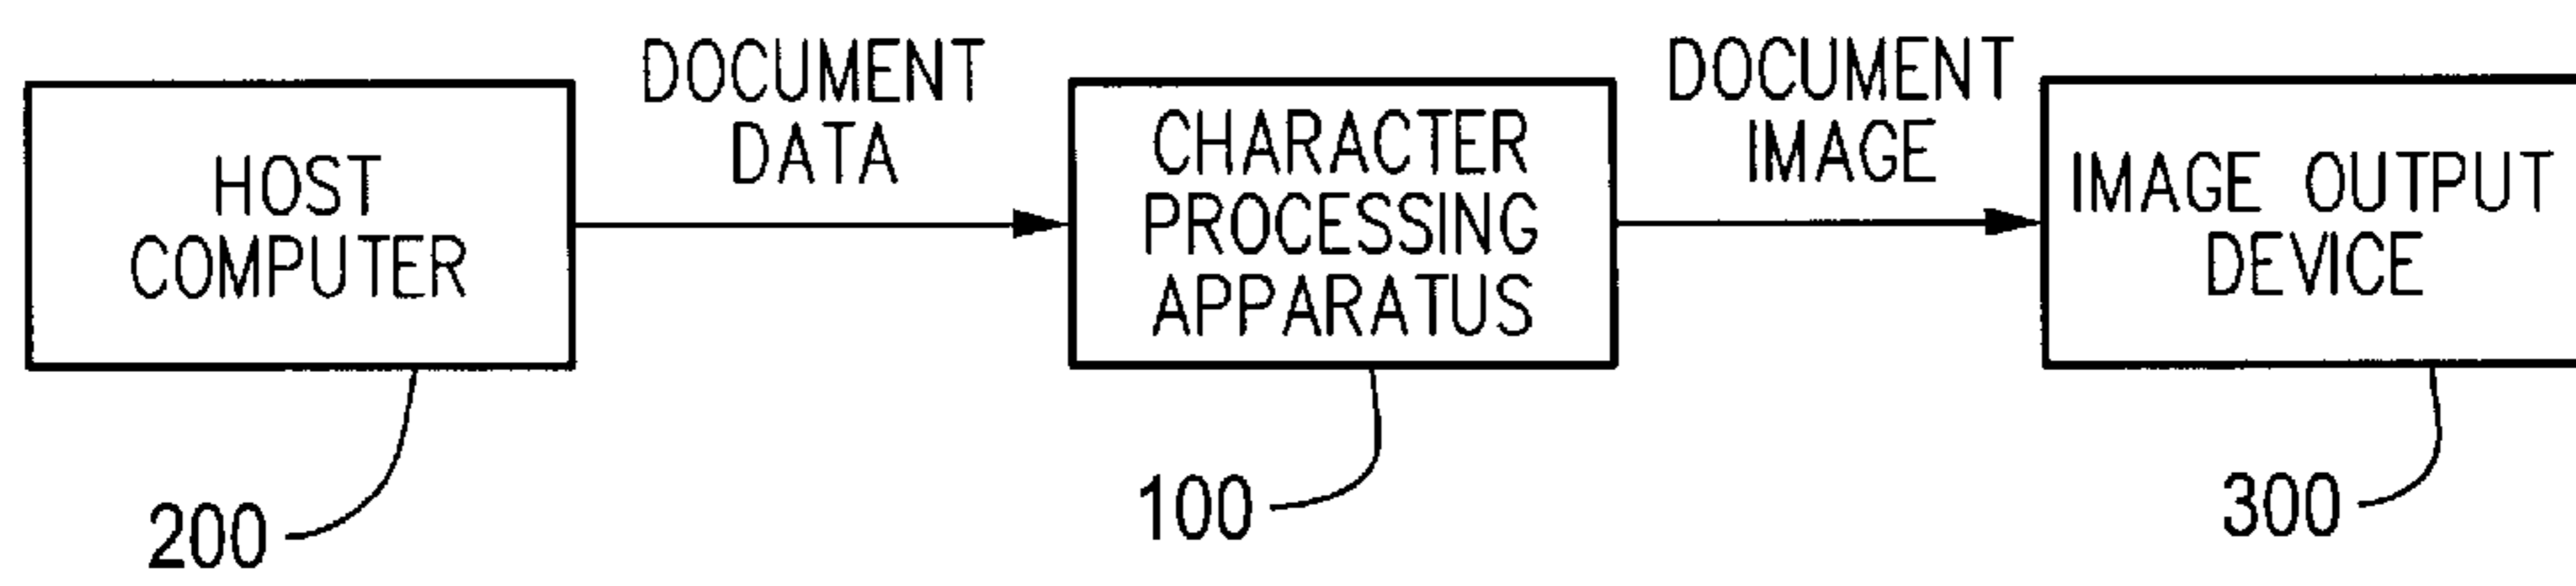 HOST
COMPUTER
DOCUMENT
DATA
CHARACTER
PROCESSING
APPARATUS
DOCUMENT
IMAGE
IMAGE OUTPUT
DEVICE
200
100
300